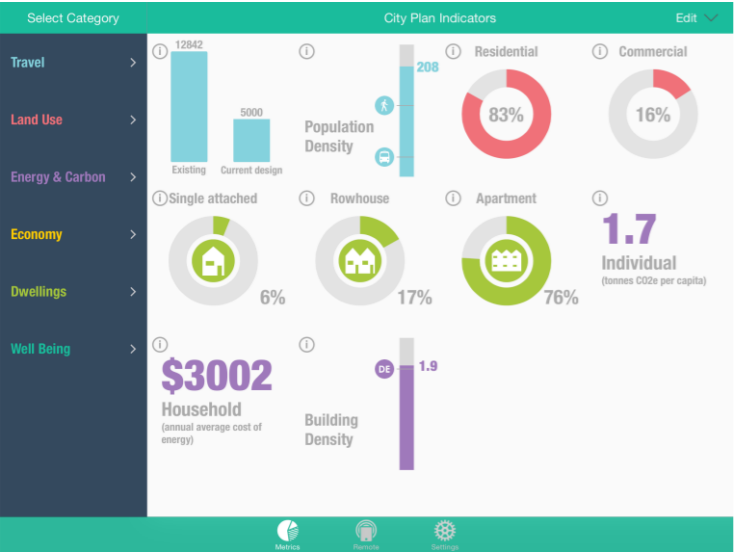 Select Category
City Plan Indicators
Edit
Travel
Land Use
Energy & Carbon
Economy
Dwellings
Well Being
12842
5000
Existing
Current design
Population
Density
208
Residential
83%
Commercial
16%
Single attached
6%
Rowhouse
17%
Apartment
76%
1.7
Individual
(tonnes CO2e per capita)
$3002
Household
(annual average cost of
energy)
Building
Density
DE
1.9
Metrics
Remote
Settings